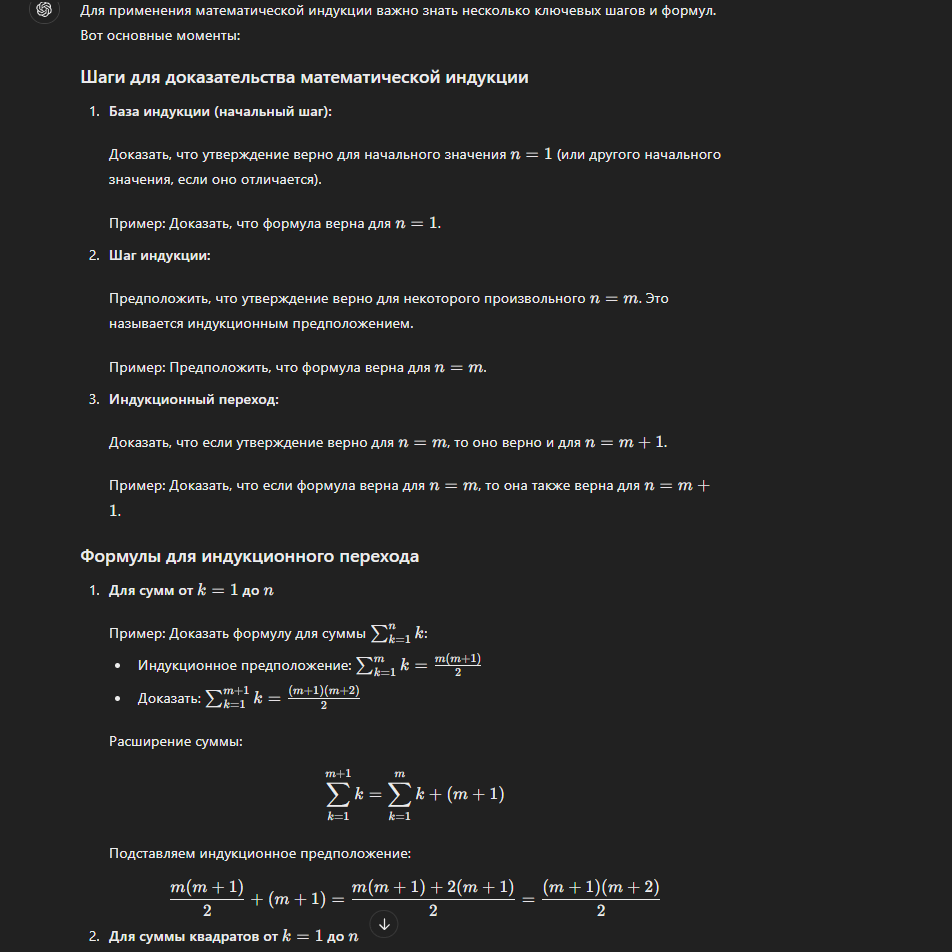 Для применения математической индукции важно знать несколько ключевых шагов и формул.
Вот основные моменты:
Шаги для доказательства математической индукции
1. База индукции (начальный шаг):
Доказать, что утверждение верно для начального значения n = 1 (или другого начального
значения, если оно отличается).
Пример: Доказать, что формула верна для n = 1.
2. Шаг индукции:
Предположить, что утверждение верно для некоторого произвольного n = m. Это
называется индукционным предположением.
Пример: Предположить, что формула верна для n = m.
3. Индукционный переход:
Доказать, что если утверждение верно для n = m, то оно верно и для n = m + 1.
Пример: Доказать, что если формула верна для n = m, то она также верна для n = m +
1.
Формулы для индукционного перехода
1. Для сумм от k = 1 до n
Пример: Доказать формулу для суммы ∑_{k=1}^{n} k:
• Индукционное предположение: ∑_{k=1}^{m} k = \frac{m(m+1)}{2}
• Доказать: ∑_{k=1}^{m+1} k = \frac{(m+1)(m+2)}{2}
Расширение суммы:
∑_{k=1}^{m+1} k = ∑_{k=1}^{m} k + (m + 1)
Подставляем индукционное предположение:
\frac{m(m + 1)}{2} + (m + 1) = \frac{m(m + 1) + 2(m + 1)}{2} = \frac{(m + 1)(m + 2)}{2}
2. Для суммы квадратов от k = 1 до n